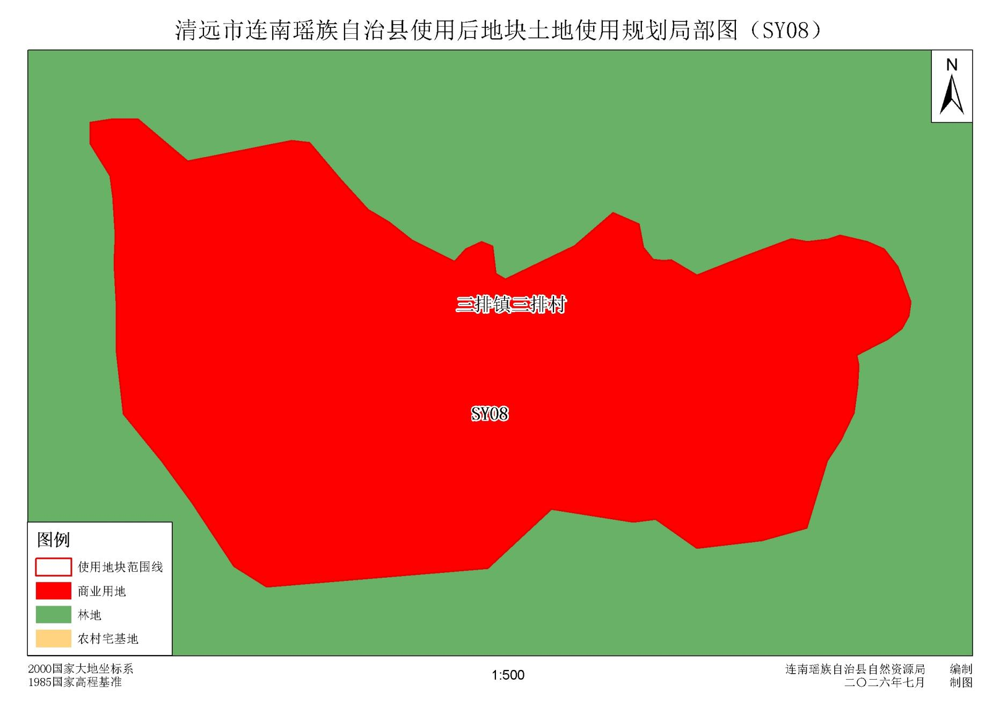 清远市连南瑶族自治县使用后地块土地使用规划局部图（SY08）
N
三排镇三排村
SY08
图例
使用地块范围线
商业用地
林地
农村宅基地
2000国家大地坐标系
1985国家高程基准
1:500
连南瑶族自治县自然资源局 编制
二〇二六年七月 制图